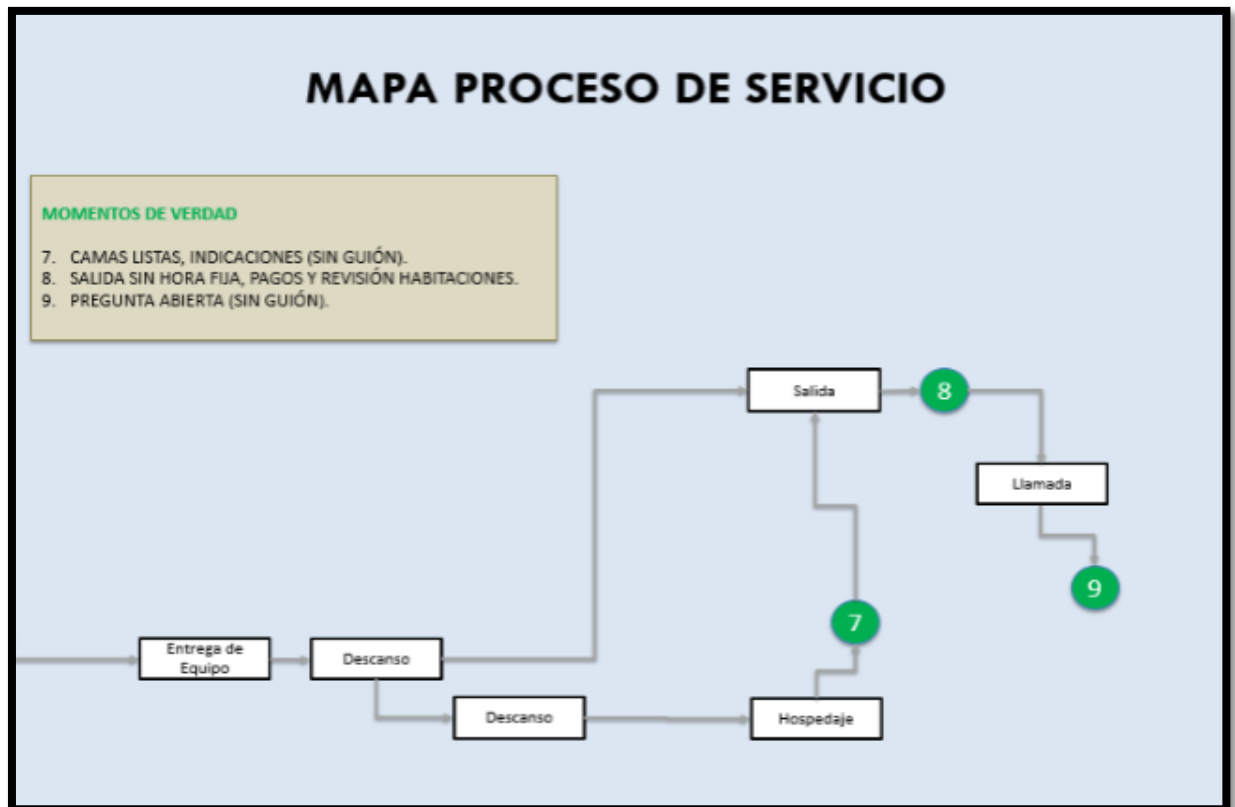 MAPA PROCESO DE SERVICIO
MOMENTOS DE VERDAD
7. CAMAS LISTAS, INDICACIONES (SIN GUIÓN).
8. SALIDA SIN HORA FIJA, PAGOS Y REVISIÓN HABITACIONES.
9. PREGUNTA ABIERTA (SIN GUIÓN).
Salida
8
Llamada
9
7
Entrega de
Equipo
Descanso
Descanso
Hospedaje